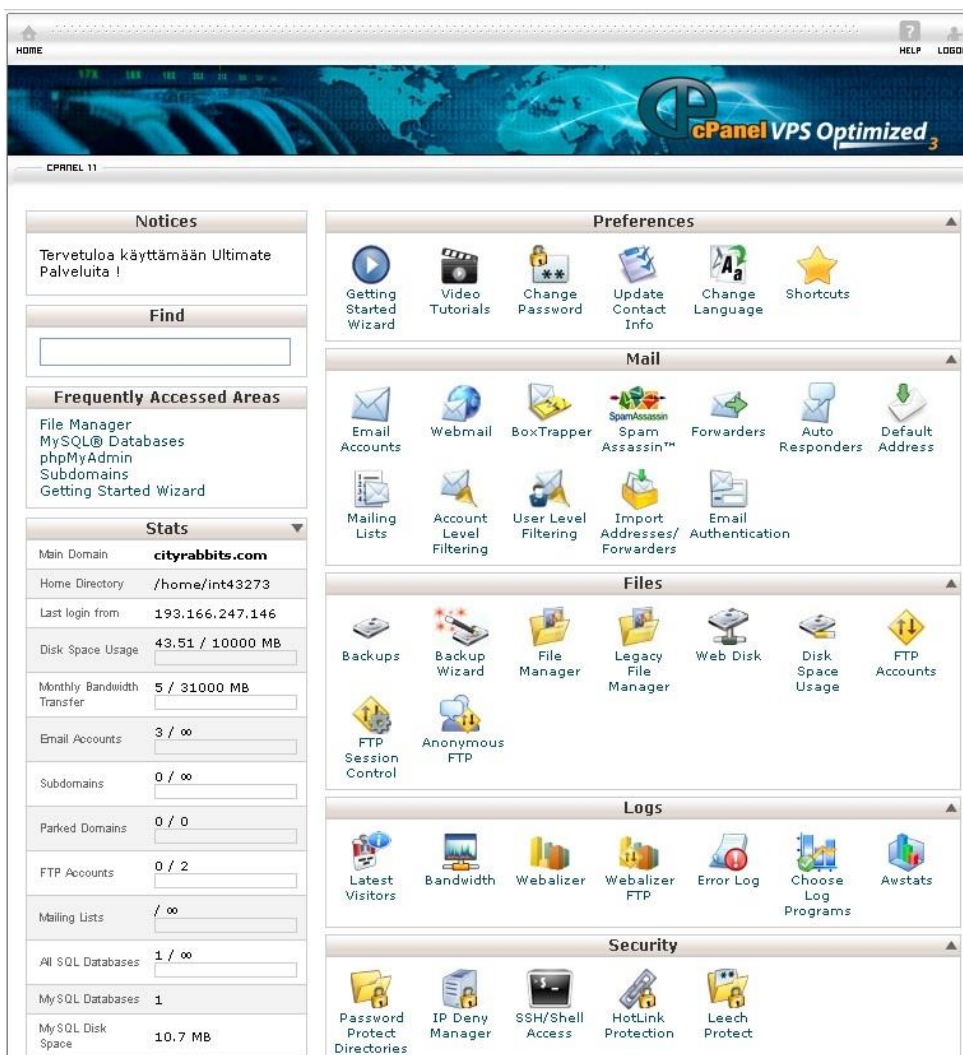 HOME
HELP
cPanel VPS Optimized 3
CPANEL 11
Notices
Tervetuloa käyttämään Ultimate
Palveluita !
Find
Frequently Accessed Areas
File Manager
MySQL® Databases
phpMyAdmin
Subdomains
Getting Started Wizard
Stats
Main Domain cityrabbits.com
Home Directory /home/int43273
Last login from 193.166.247.146
Disk Space Usage 43.51 / 10000 MB
Monthly Bandwidth
Transfer 5 / 31000 MB
Email Accounts 3 / ∞
Subdomains 0 / ∞
Parked Domains 0 / 0
FTP Accounts 0 / 2
Mailing Lists / ∞
All SQL Databases 1 / ∞
MySQL Databases 1
MySQL Disk
Space 10.7 MB
Preferences
Getting
Started
Wizard
Video
Tutorials
Change
Password
Update
Contact
Info
Change
Language
Shortcuts
Mail
Email
Accounts
Webmail
BoxTrapper
SpamAssassin
Spam
Assassin™
Forwarders
Auto
Responders
Default
Address
Mailing
Lists
Account
Level
Filtering
User Level
Filtering
Import
Addresses/
Forwarders
Email
Authentication
Files
Backups
Backup
Wizard
File
Manager
Legacy
File
Manager
Web Disk
Disk
Space
Usage
FTP
Accounts
FTP
Session
Control
Anonymous
FTP
Logs
Latest
Visitors
Bandwidth
Webalizer
Webalizer
FTP
Error Log
Choose
Log
Programs
Awstats
Security
Password
Protect
Directories
IP Deny
Manager
SSH/Shell
Access
HotLink
Protection
Leech
Protect